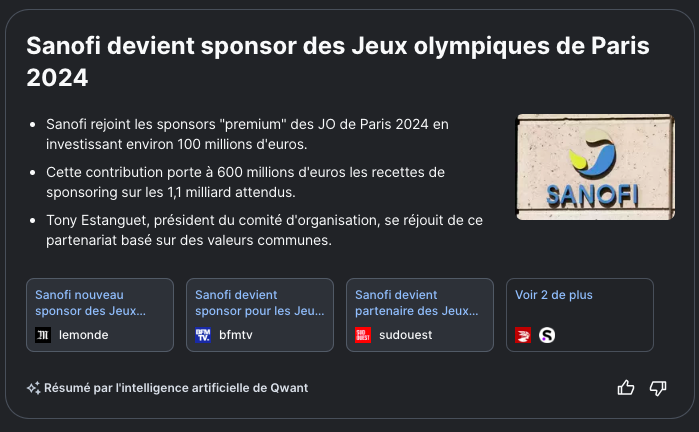 Sanofi devient sponsor des Jeux olympiques de Paris
2024
Sanofi rejoint les sponsors "premium" des JO de Paris 2024 en
investissant environ 100 millions d'euros.
Cette contribution porte à 600 millions d'euros les recettes de
sponsoring sur les 1,1 milliard attendus.
Tony Estanguet, président du comité d'organisation, se réjouit de ce
partenariat basé sur des valeurs communes.
SANOFI
Sanofi nouveau
sponsor des Jeux...
M lemonde
Sanofi devient
sponsor pour les Jeu...
BFM
TV. bfmtv
Sanofi devient
partenaire des Jeux...
SUD
OUEST sudouest
Voir 2 de plus
S
Résumé par l'intelligence artificielle de Qwant